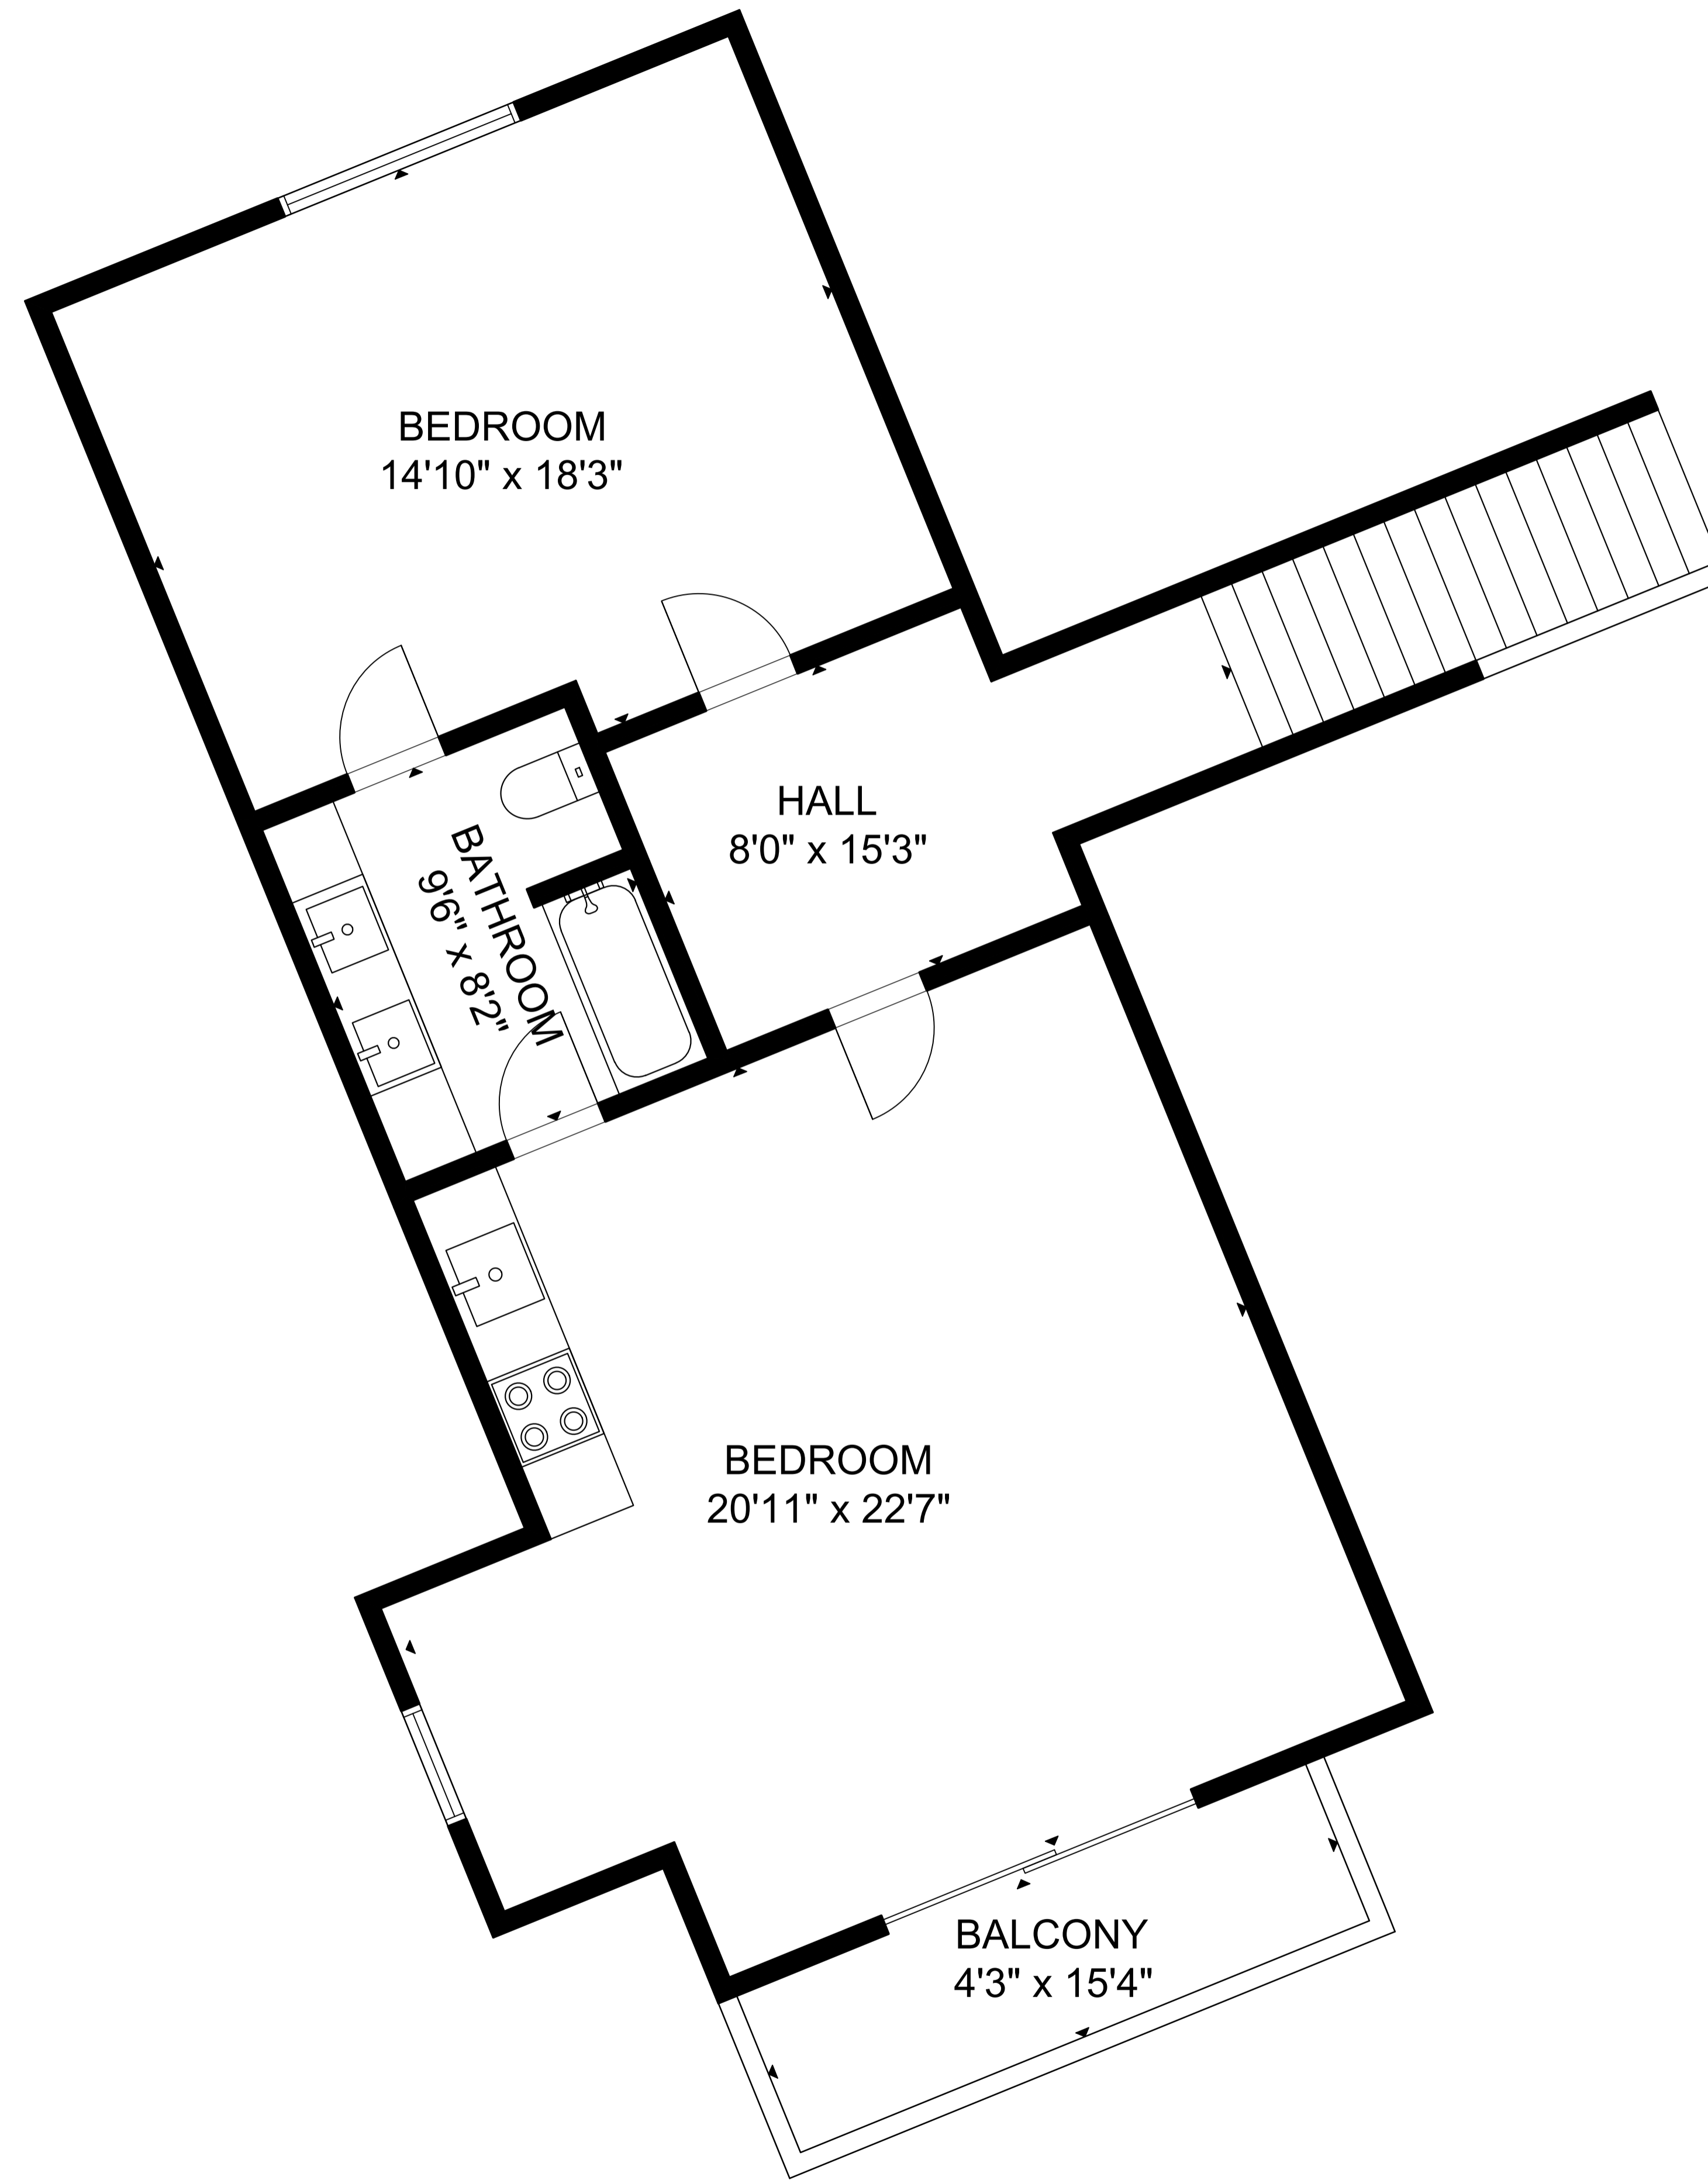 BEDROOM
14'10" x 18'3"
HALL
8'0" x 15'3"
BATHROOM
9'6" x 8'2"
BEDROOM
20'11" x 22'7"
BALCONY
4'3" x 15'4"